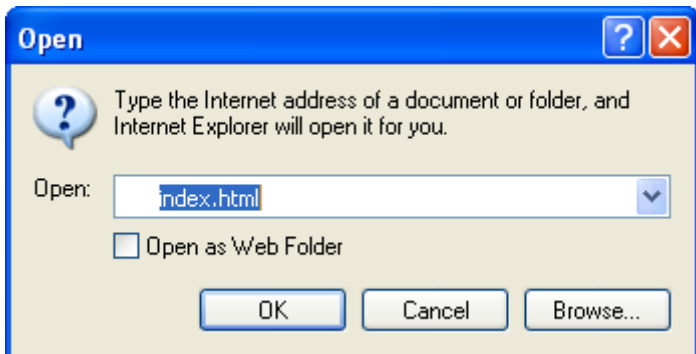 Open
Type the Internet address of a document or folder, and
Internet Explorer will open it for you.
Open:
index.html
Open as Web Folder
OK
Cancel
Browse...